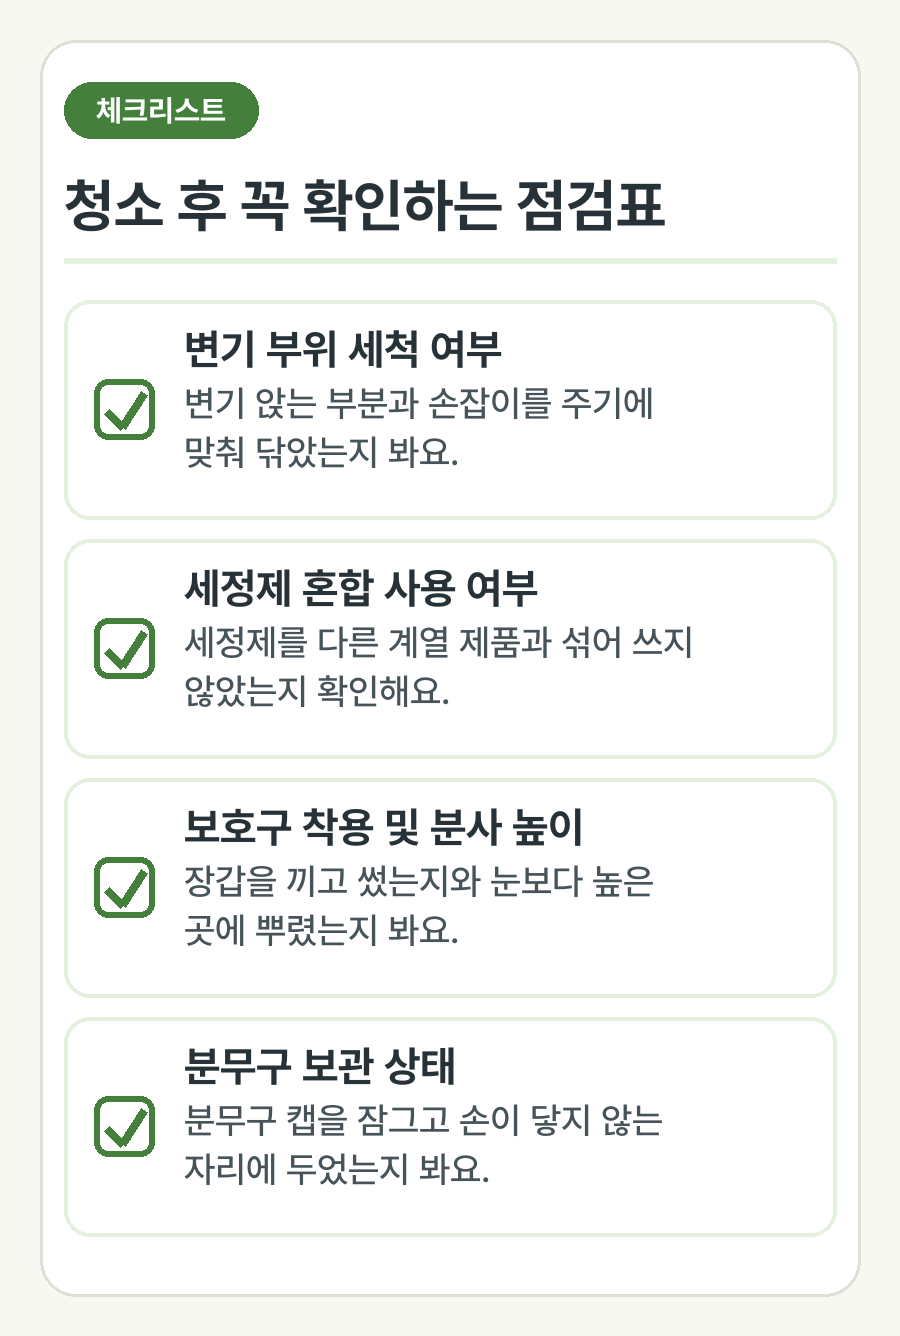 체크리스트
청소 후 꼭 확인하는 점검표
변기 부위 세척 여부
변기 앉는 부분과 손잡이를 주기에
맞춰 닦았는지 봐요.
세정제 혼합 사용 여부
세정제를 다른 계열 제품과 섞어 쓰지
않았는지 확인해요.
보호구 착용 및 분사 높이
장갑을 끼고 썼는지와 눈보다 높은
곳에 뿌렸는지 봐요.
분무구 보관 상태
분무구 캡을 잠그고 손이 닿지 않는
자리에 두었는지 봐요.